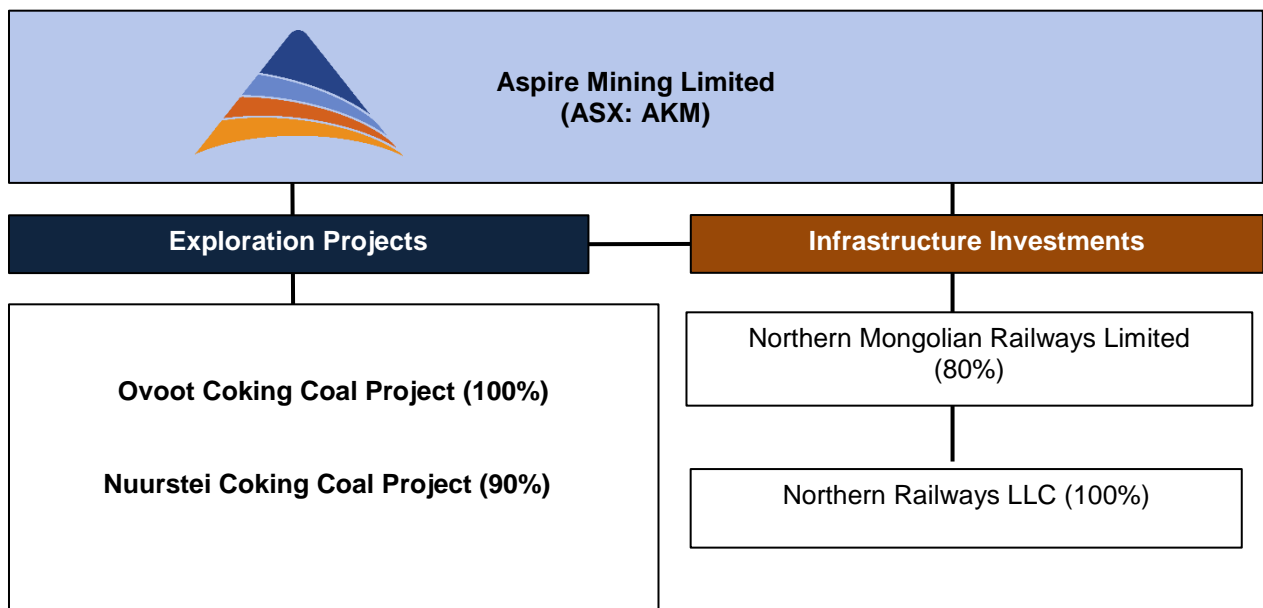 Aspire Mining Limited
(ASX: AKM)
Exploration Projects
Infrastructure Investments
Ovoot Coking Coal Project (100%)
Nuurstei Coking Coal Project (90%)
Northern Mongolian Railways Limited
(80%)
Northern Railways LLC (100%)